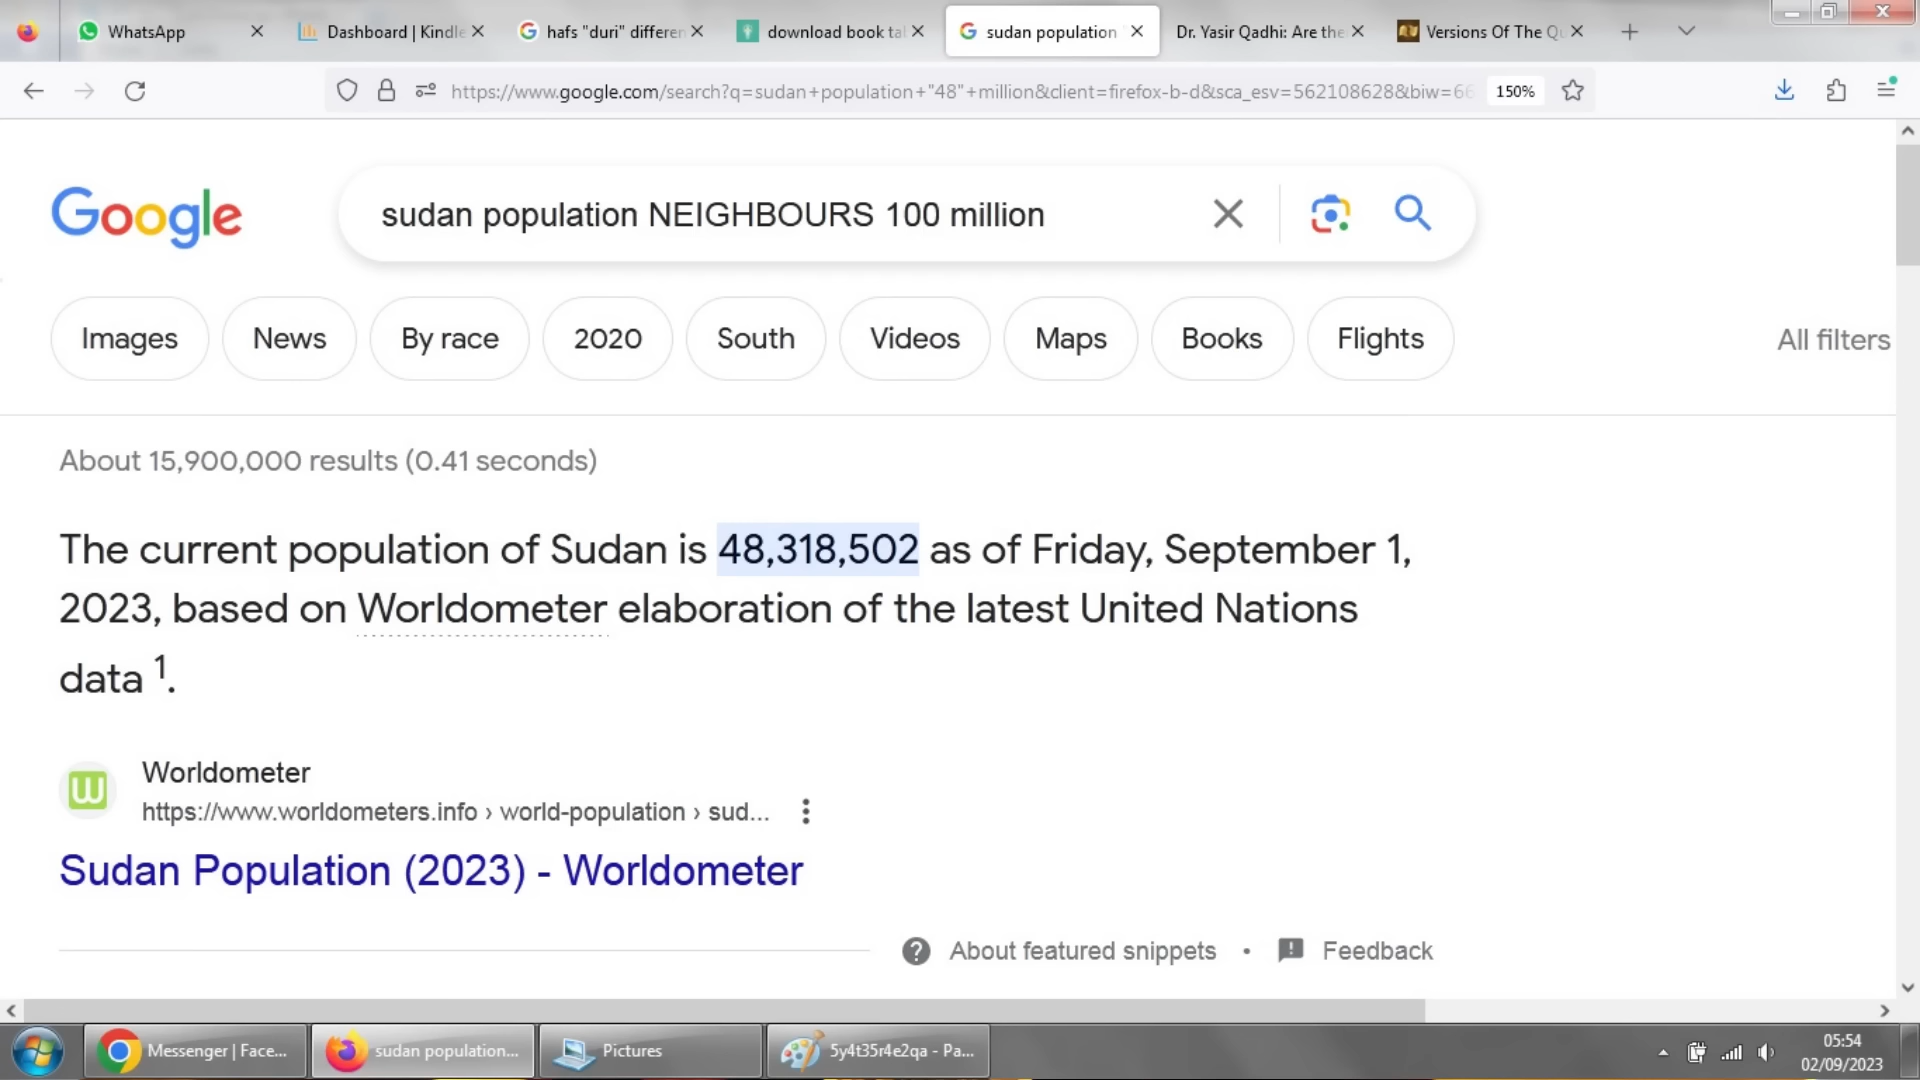 WhatsApp
Dashboard | Kindle
hafs "duri" differen
download book tal
sudan population
Dr. Yasir Qadhi: Are the
Versions Of The Qu
https://www.google.com/search?q=sudan+population+"48"+million&client=firefox-b-d&sca_esv=562108628&biw=66
150%
Google
sudan population NEIGHBOURS 100 million
Images
News
By race
2020
South
Videos
Maps
Books
Flights
All filters
About 15,900,000 results (0.41 seconds)
The current population of Sudan is 48,318,502 as of Friday, September 1,
2023, based on Worldometer elaboration of the latest United Nations
data 1.
Worldometer
https://www.worldometers.info › world-population › sud...
Sudan Population (2023) - Worldometer
About featured snippets • Feedback
Messenger | Face...
sudan population...
Pictures
5y4t35r4e2qa - Pa...
05:54
02/09/2023